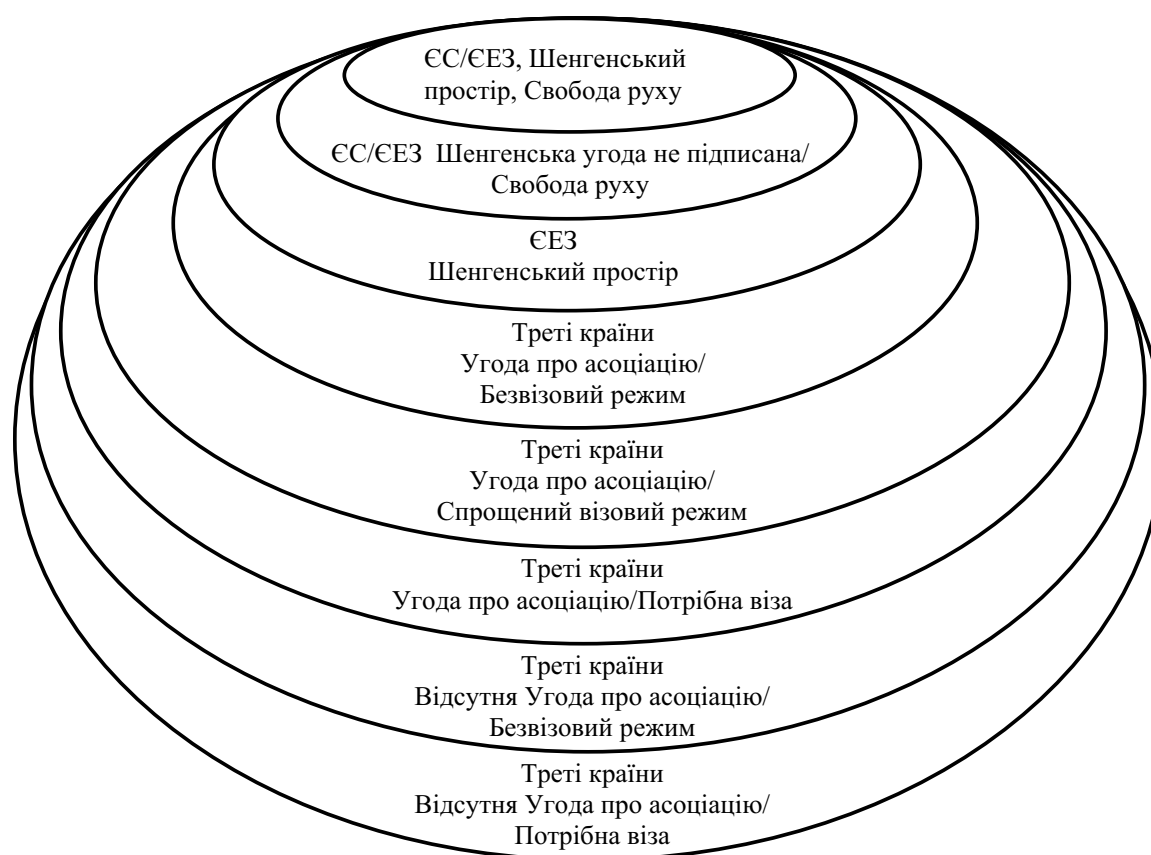 ЄС/ЄЕЗ, Шенгенський
простір, Свобода руху
ЄС/ЄЕЗ Шенгенська угода не підписана/
Свобода руху
ЄЕЗ
Шенгенський простір
Треті країни
Угода про асоціацію/
Безвізовий режим
Треті країни
Угода про асоціацію/
Спрощений візовий режим
Треті країни
Угода про асоціацію/Потрібна віза
Треті країни
Відсутня Угода про асоціацію/
Безвізовий режим
Треті країни
Відсутня Угода про асоціацію/
Потрібна віза